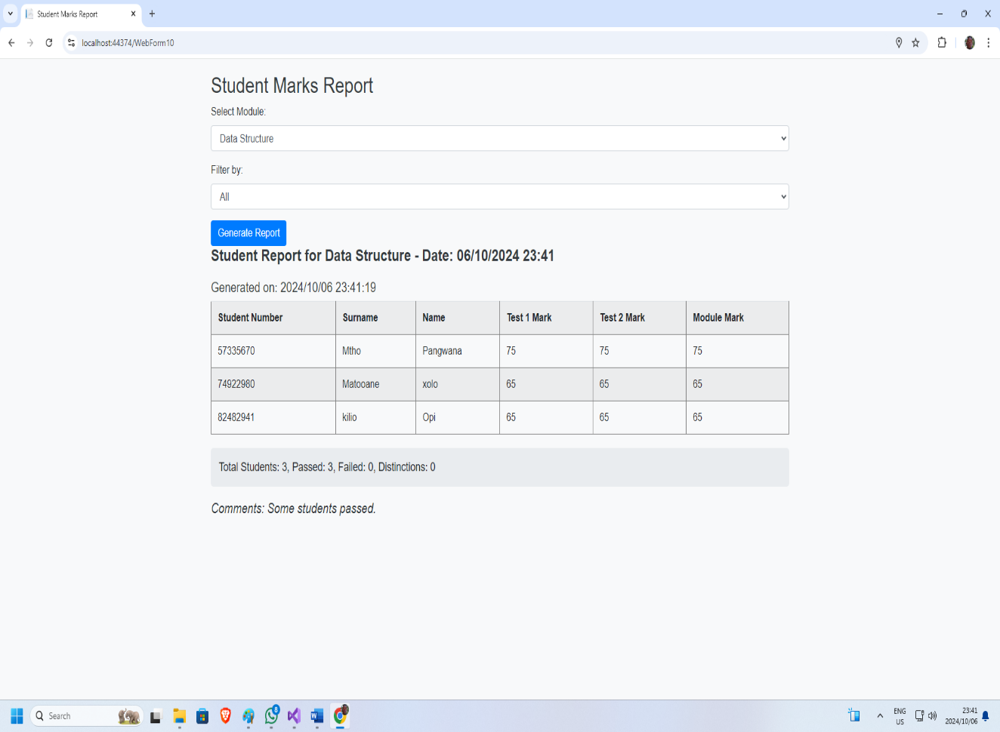 Student Marks Report
localhost:44374/WebForm10
Student Marks Report
Select Module:
Data Structure
Filter by:
All
Generate Report
Student Report for Data Structure - Date: 06/10/2024 23:41
Generated on: 2024/10/06 23:41:19
Student Number Surname Name Test 1 Mark Test 2 Mark Module Mark
57335670 Mtho Pangwana 75 75 75
74922980 Matooane xolo 65 65 65
82482941 kilio Opi 65 65 65
Total Students: 3, Passed: 3, Failed: 0, Distinctions: 0
Comments: Some students passed.
Search
8
ENG
US
23:41
2024/10/06